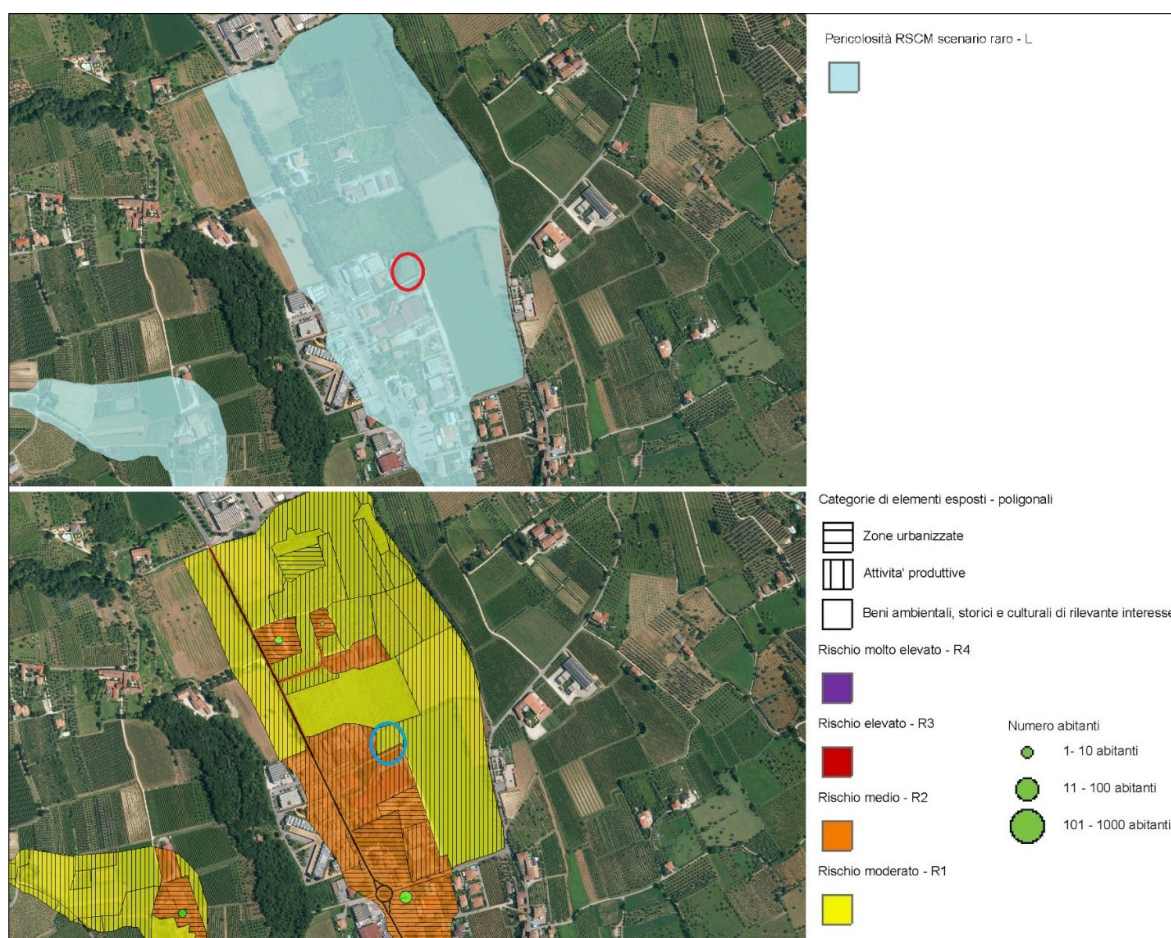 Pericolosità RSCM scenario raro - L
Categorie di elementi esposti - poligonali
Zone urbanizzate
Attivita' produttive
Beni ambientali, storici e culturali di rilevante interesse
Rischio molto elevato - R4
Rischio elevato - R3
Rischio medio - R2
Rischio moderato - R1
Numero abitanti
1- 10 abitanti
11 - 100 abitanti
101 - 1000 abitanti